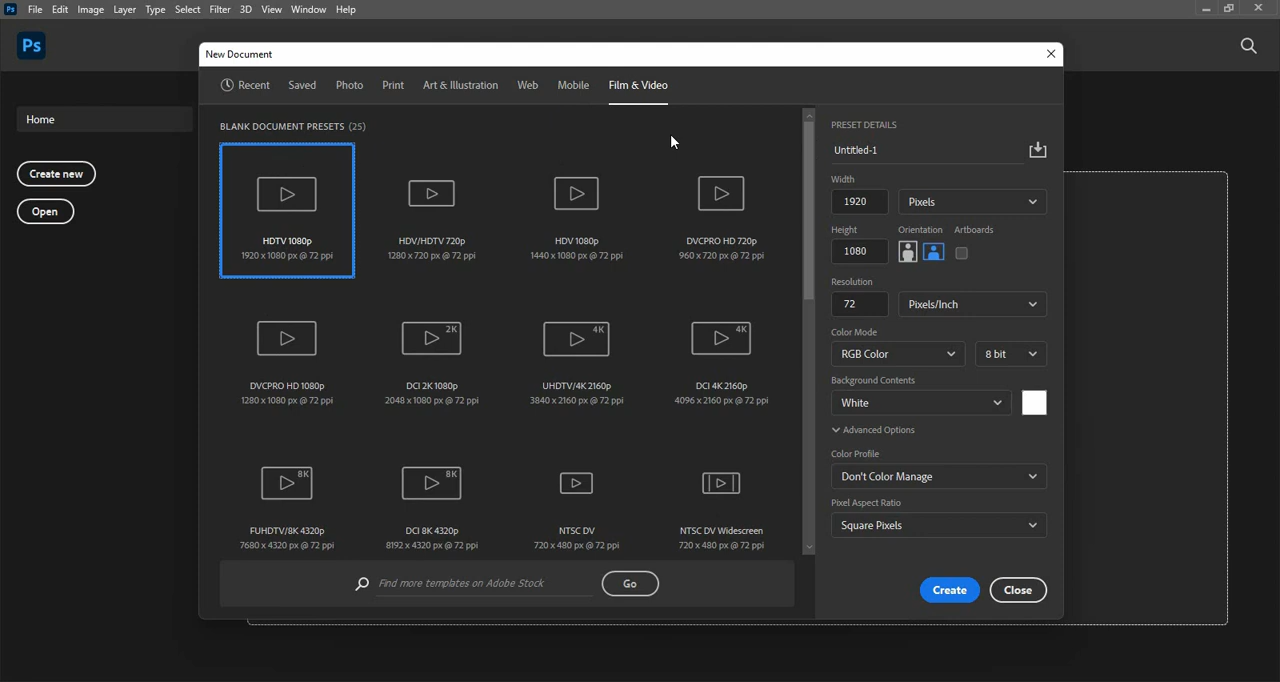 Ps File Edit Image Layer Type Select Filter 3D View Window Help
Ps
New Document
Recent Saved Photo Print Art & Illustration Web Mobile Film & Video
Home
Create new
Open
BLANK DOCUMENT PRESETS (25)
HDTV 1080p
1920 x 1080 px @ 72 ppi
HDV/HDTV 720p
1280 x 720 px @ 72 ppi
HDV 1080p
1440 x 1080 px @ 72 ppi
DVCPRO HD 720p
960 x 720 px @ 72 ppi
DVCPRO HD 1080p
1280 x 1080 px @ 72 ppi
2K
DCI 2K 1080p
2048 x 1080 px @ 72 ppi
4K
UHDTV/4K 2160p
3840 x 2160 px @ 72 ppi
4K
DCI 4K 2160p
4096 x 2160 px @ 72 ppi
8K
FUHDTV/8K 4320p
7680 x 4320 px @ 72 ppi
8K
DCI 8K 4320p
8192 x 4320 px @ 72 ppi
NTSC DV
720 x 480 px @ 72 ppi
NTSC DV Widescreen
720 x 480 px @ 72 ppi
Find more templates on Adobe Stock
Go
PRESET DETAILS
Untitled-1
Width
1920 Pixels
Height Orientation Artboards
1080
Resolution
72 Pixels/Inch
Color Mode
RGB Color 8 bit
Background Contents
White
Advanced Options
Color Profile
Don't Color Manage
Pixel Aspect Ratio
Square Pixels
Create Close